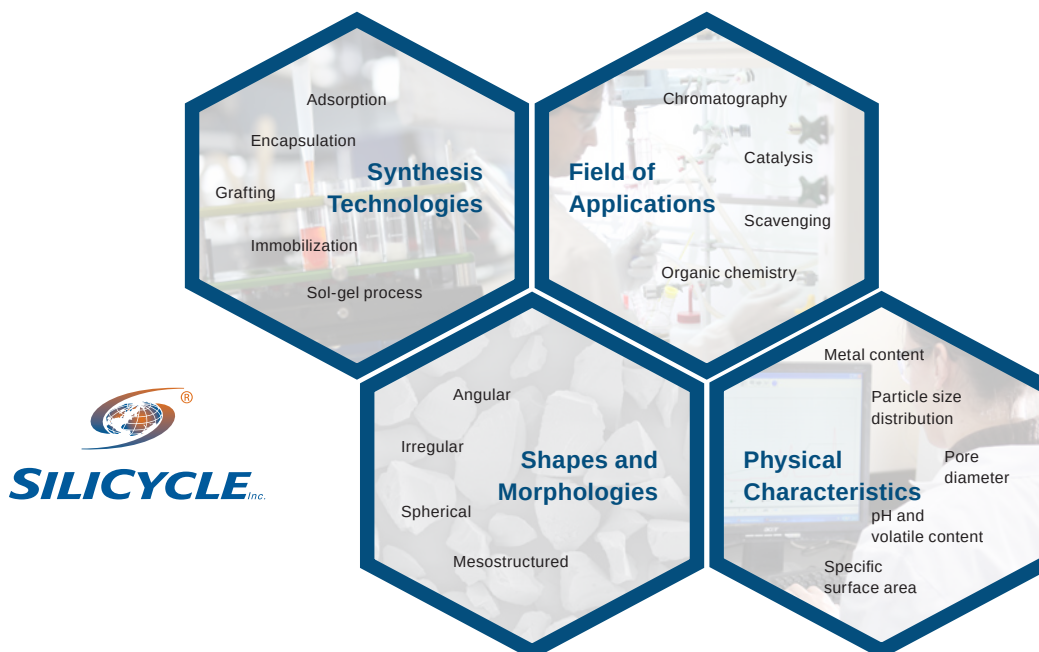 Adsorption
Encapsulation
Synthesis
Technologies
Grafting
Immobilization
Sol-gel process
Chromatography
Field of
Applications
Catalysis
Scavenging
Organic chemistry
®
SILICYCLE Inc.
Angular
Irregular
Shapes and
Morphologies
Spherical
Mesostructured
Metal content
Particle size
distribution
Physical
Characteristics
Pore
diameter
pH and
volatile content
Specific
surface area
acer